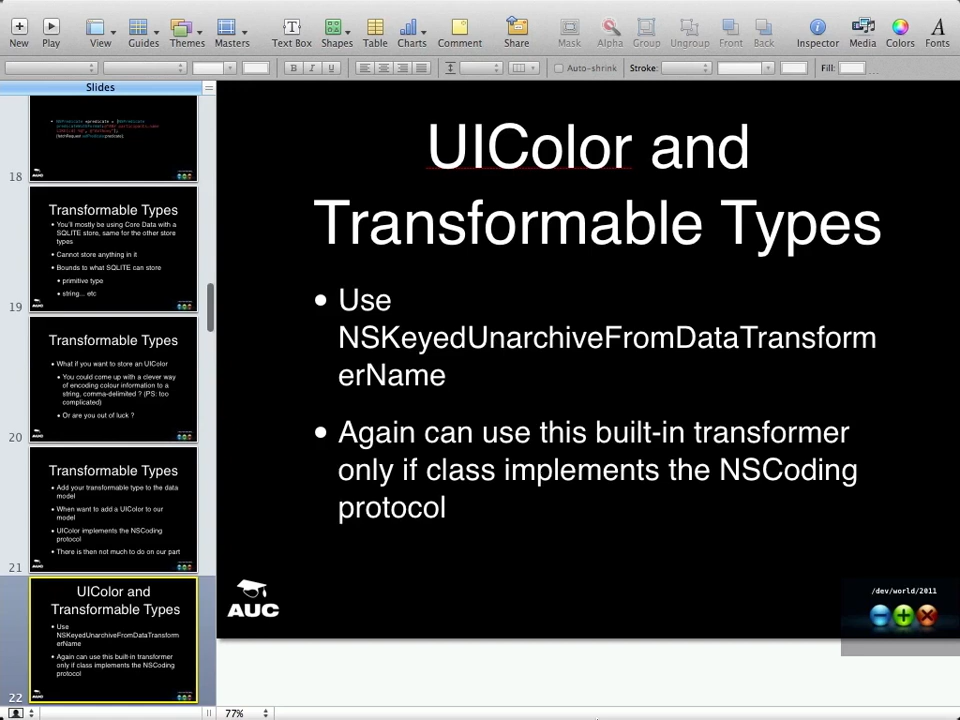 New Play View Guides Themes Masters Text Box Shapes Table Charts Comment Share Mask Alpha Group Ungroup Front Back Inspector Media Colors Fonts
B I U Auto-shrink Stroke: Fill:
Slides
18
Transformable Types
You'll mostly be using Core Data with a
SQLITE store, same for the other store
types
Cannot store anything in it
Bounds to what SQLITE can store
primitive type
string... etc
19
Transformable Types
What if you want to store an UIColor
You could come up with a clever way
of encoding colour information to a
string, comma-delimited ? (PS: too
complicated)
Or are you out of luck ?
20
Transformable Types
Add your transformable type to the data
model
When want to add a UIColor to our
model
UIColor implements the NSCoding
protocol
There is then not much to do on our part
21
UIColor and
Transformable Types
Use
NSKeyedUnarchiveFromDataTransform
erName
Again can use this built-in transformer
only if class implements the NSCoding
protocol
22
UIColor and
Transformable Types
• Use
NSKeyedUnarchiveFromDataTransform
erName
• Again can use this built-in transformer
only if class implements the NSCoding
protocol
AUC
/dev/world/2011
77%